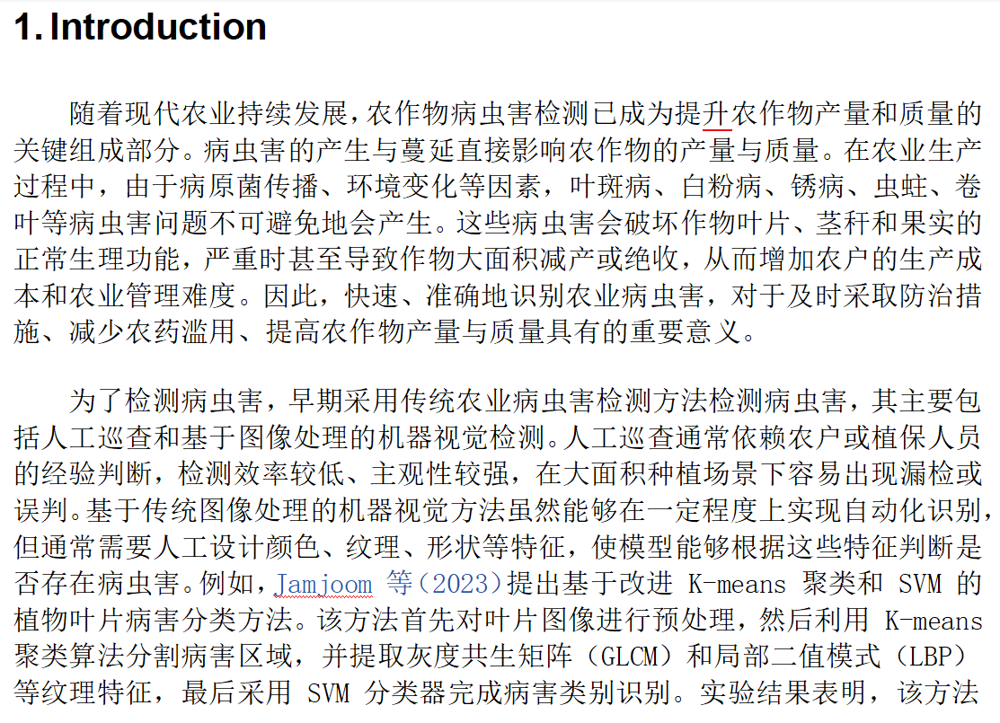 1. Introduction
随着现代农业持续发展，农作物病虫害检测已成为提升农作物产量和质量的
关键组成部分。病虫害的产生与蔓延直接影响农作物的产量与质量。在农业生产
过程中，由于病原菌传播、环境变化等因素，叶斑病、白粉病、锈病、虫蛀、卷
叶等病虫害问题不可避免地会产生。这些病虫害会破坏作物叶片、茎秆和果实的
正常生理功能，严重时甚至导致作物大面积减产或绝收，从而增加农户的生产成
本和农业管理难度。因此，快速、准确地识别农业病虫害，对于及时采取防治措
施、减少农药滥用、提高农作物产量与质量具有的重要意义。
为了检测病虫害，早期采用传统农业病虫害检测方法检测病虫害，其主要包
括人工巡查和基于图像处理的机器视觉检测。人工巡查通常依赖农户或植保人员
的经验判断，检测效率较低、主观性较强，在大面积种植场景下容易出现漏检或
误判。基于传统图像处理的机器视觉方法虽然能够在一定程度上实现自动化识别，
但通常需要人工设计颜色、纹理、形状等特征，使模型能够根据这些特征判断是
否存在病虫害。例如，Jamjoom 等（2023）提出基于改进 K-means 聚类和 SVM 的
植物叶片病害分类方法。该方法首先对叶片图像进行预处理，然后利用 K-means
聚类算法分割病害区域，并提取灰度共生矩阵（GLCM）和局部二值模式（LBP）
等纹理特征，最后采用 SVM 分类器完成病害类别识别。实验结果表明，该方法